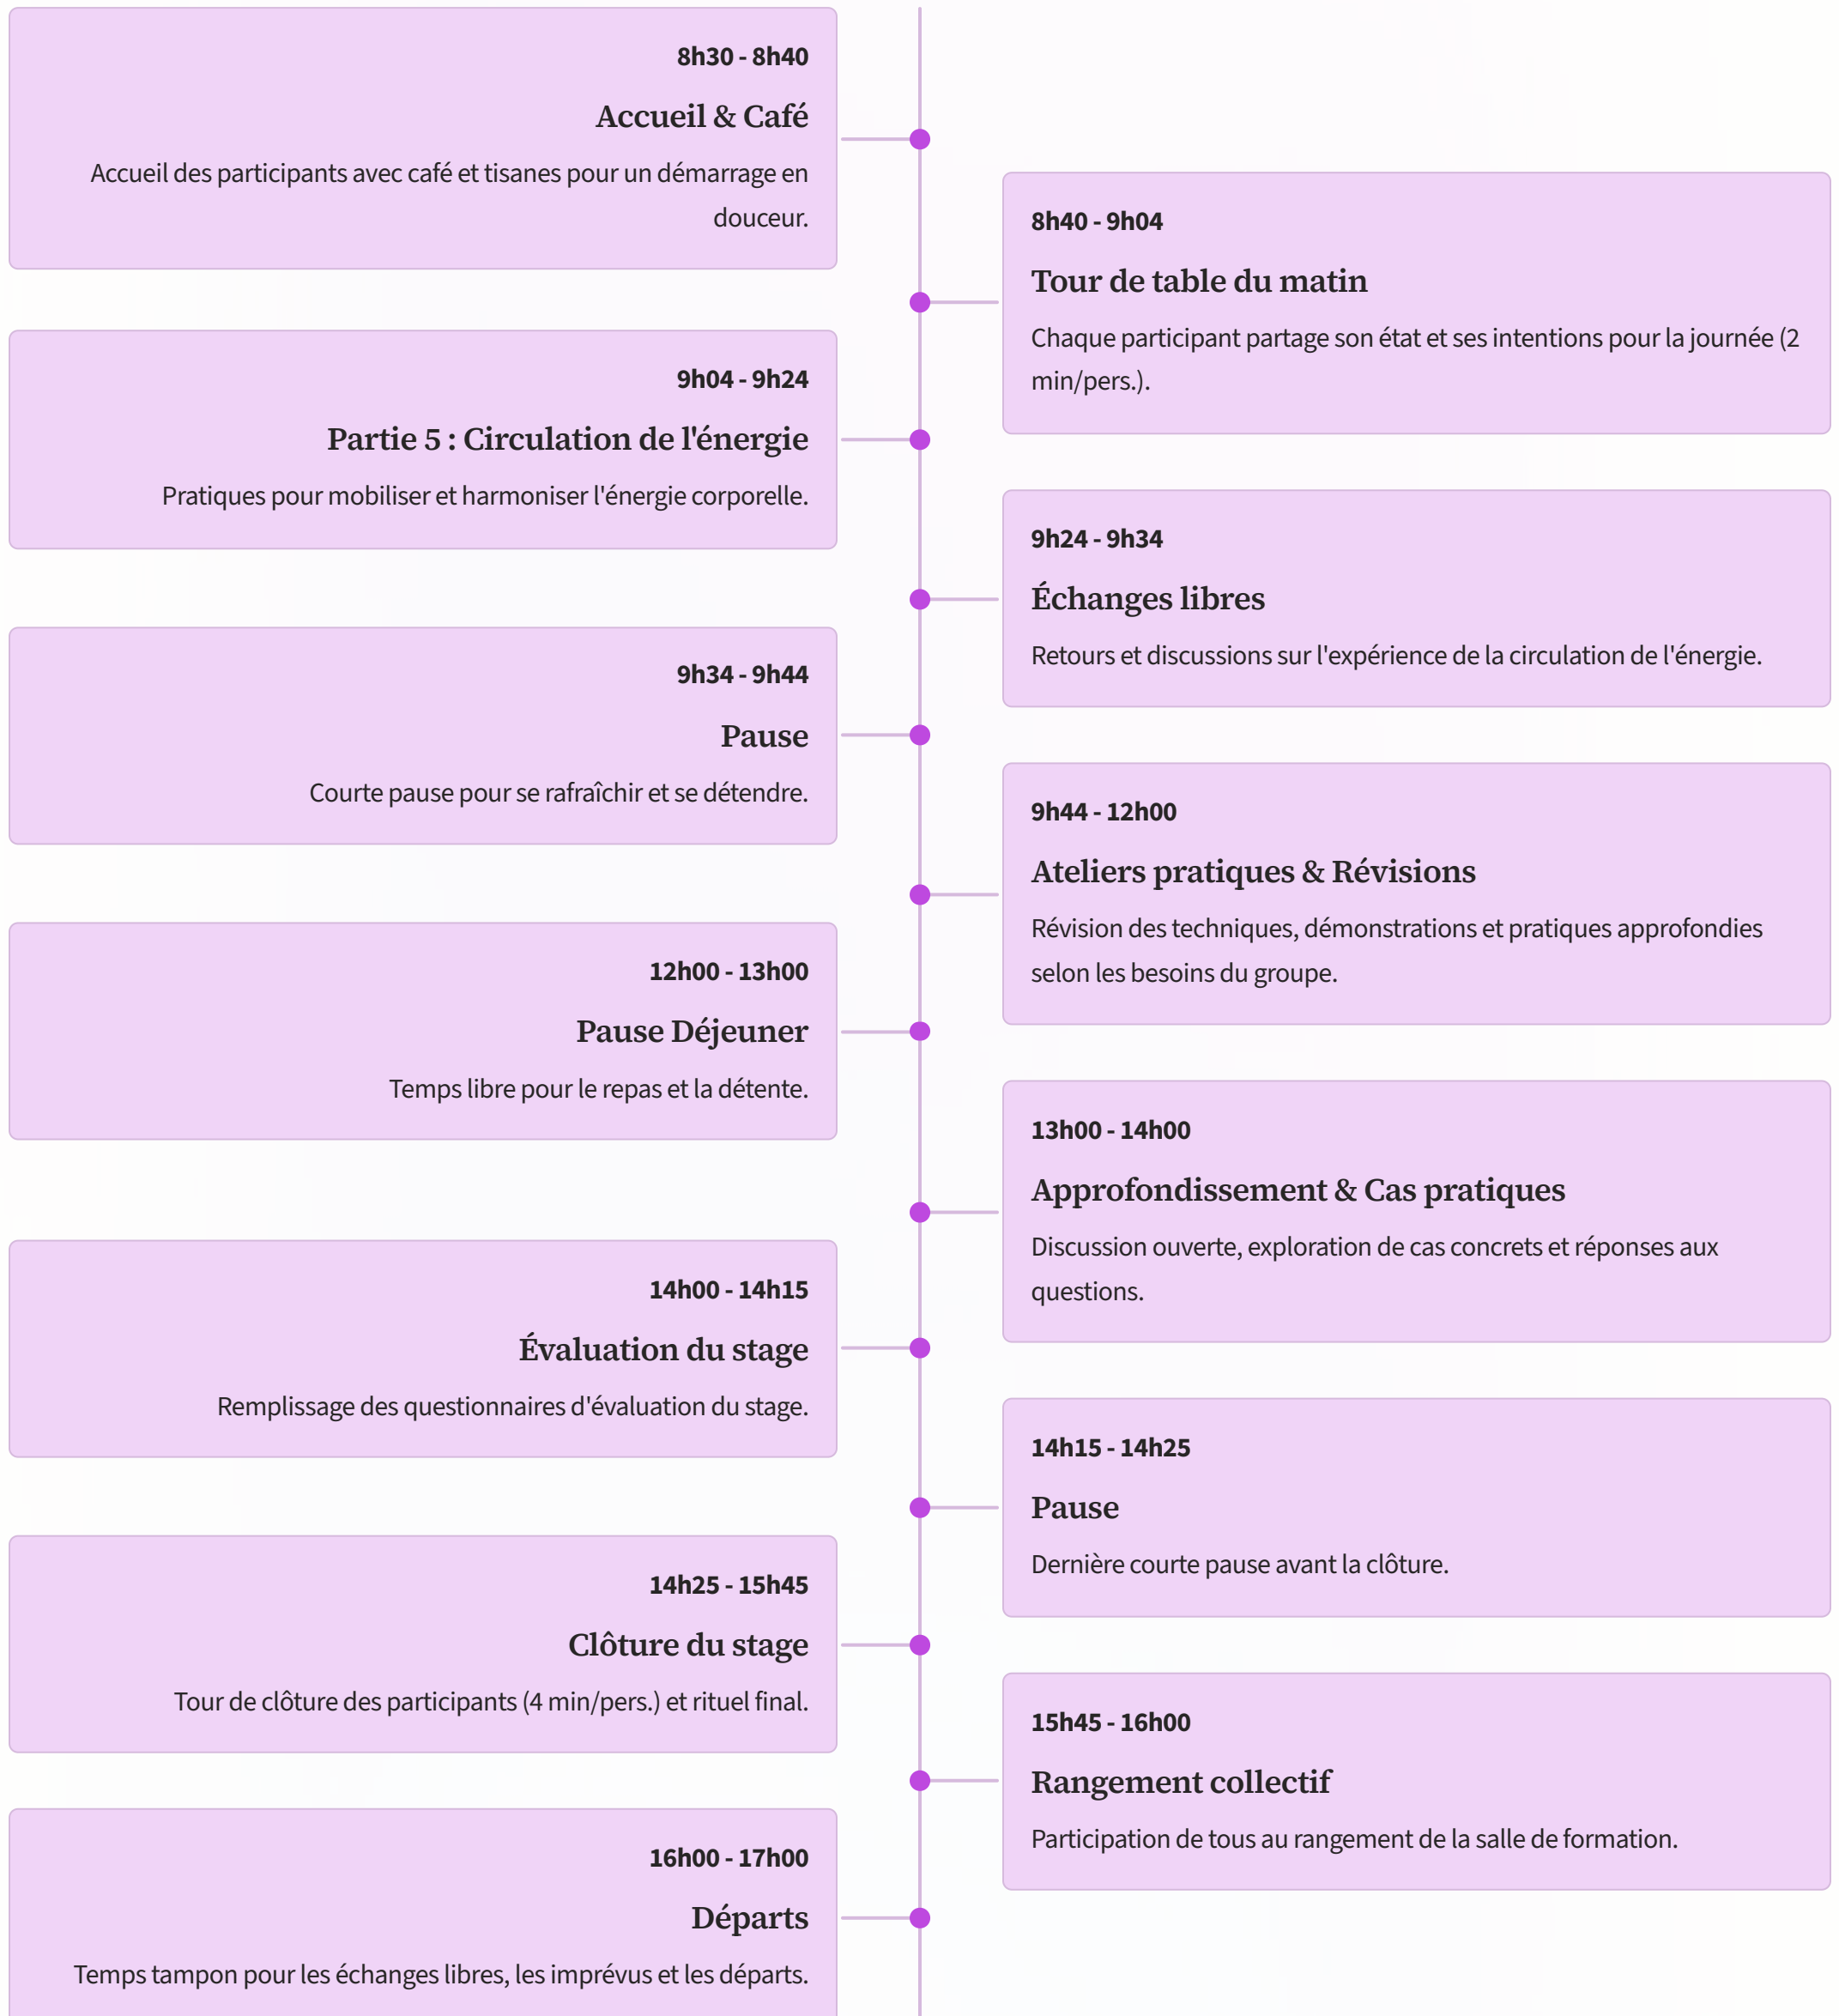 8h30 - 8h40
Accueil & Café
Accueil des participants avec café et tisanes pour un démarrage en
douceur.
8h40 - 9h04
Tour de table du matin
Chaque participant partage son état et ses intentions pour la journée (2
min/pers.).
9h04 - 9h24
Partie 5 : Circulation de l'énergie
Pratiques pour mobiliser et harmoniser l'énergie corporelle.
9h24 - 9h34
Échanges libres
Retours et discussions sur l'expérience de la circulation de l'énergie.
9h34 - 9h44
Pause
Courte pause pour se rafraîchir et se détendre.
9h44 - 12h00
Ateliers pratiques & Révisions
Révision des techniques, démonstrations et pratiques approfondies
selon les besoins du groupe.
12h00 - 13h00
Pause Déjeuner
Temps libre pour le repas et la détente.
13h00 - 14h00
Approfondissement & Cas pratiques
Discussion ouverte, exploration de cas concrets et réponses aux
questions.
14h00 - 14h15
Évaluation du stage
Remplissage des questionnaires d'évaluation du stage.
14h15 - 14h25
Pause
Dernière courte pause avant la clôture.
14h25 - 15h45
Clôture du stage
Tour de clôture des participants (4 min/pers.) et rituel final.
15h45 - 16h00
Rangement collectif
Participation de tous au rangement de la salle de formation.
16h00 - 17h00
Départs
Temps tampon pour les échanges libres, les imprévus et les départs.